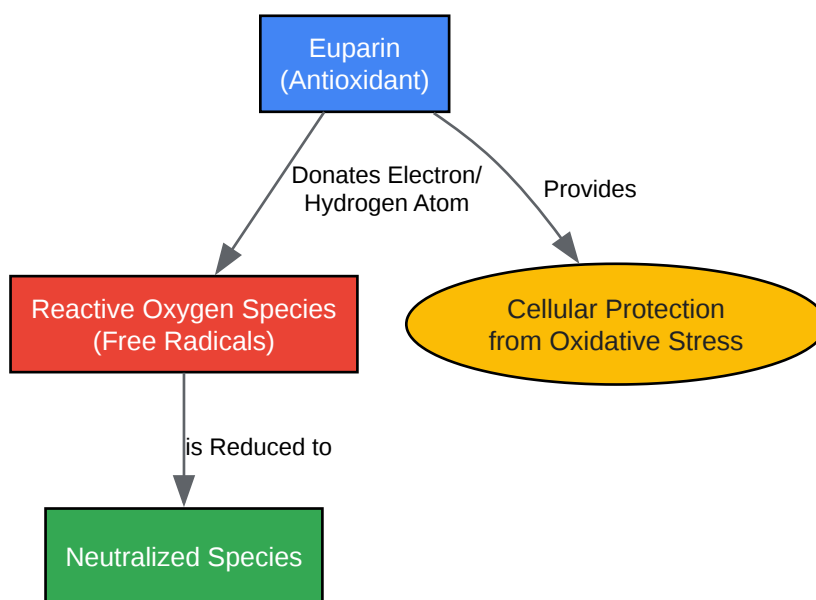 Euparin
(Antioxidant)
Donates Electron/
Hydrogen Atom
Provides
Reactive Oxygen Species
(Free Radicals)
Cellular Protection
from Oxidative Stress
is Reduced to
Neutralized Species